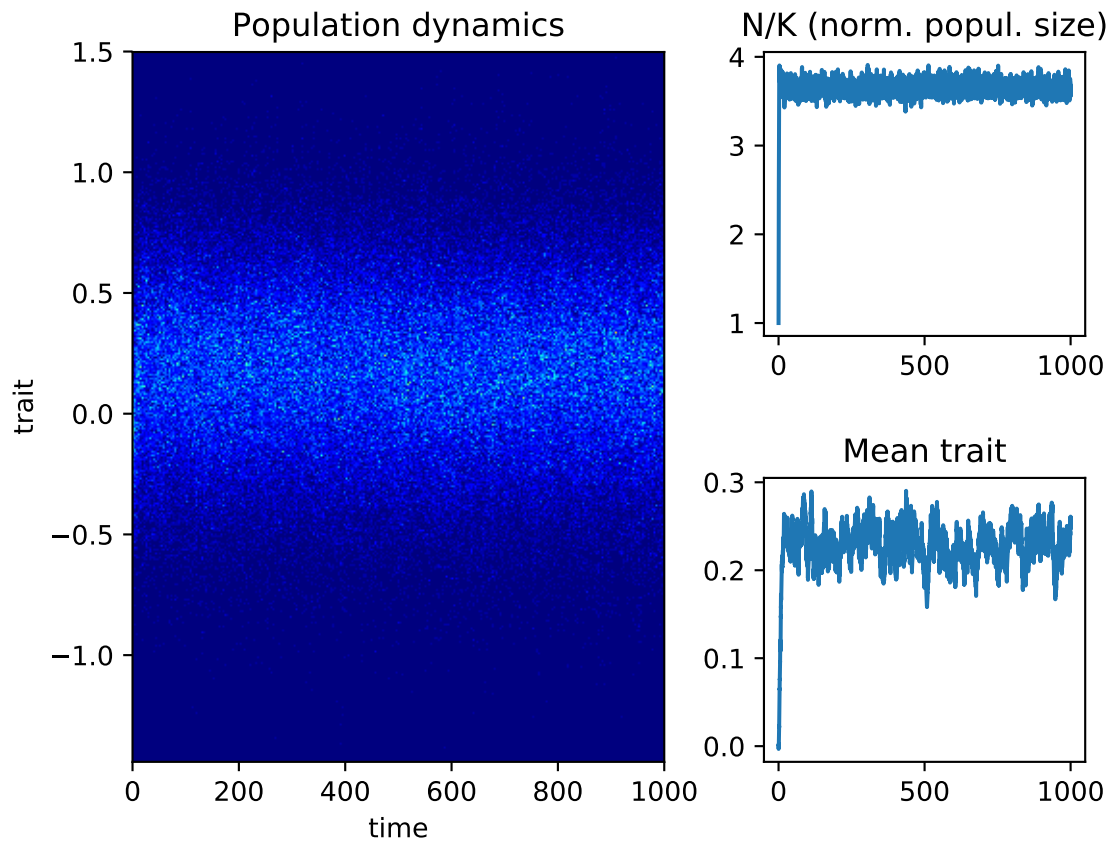 Population dynamics
1.5
1.0
0.5
0.0
−0.5
−1.0
trait
0 200 400 600 800 1000
time
N/K (norm. popul. size)
4
3
2
1
0 500 1000
Mean trait
0.3
0.2
0.1
0.0
0 500 1000